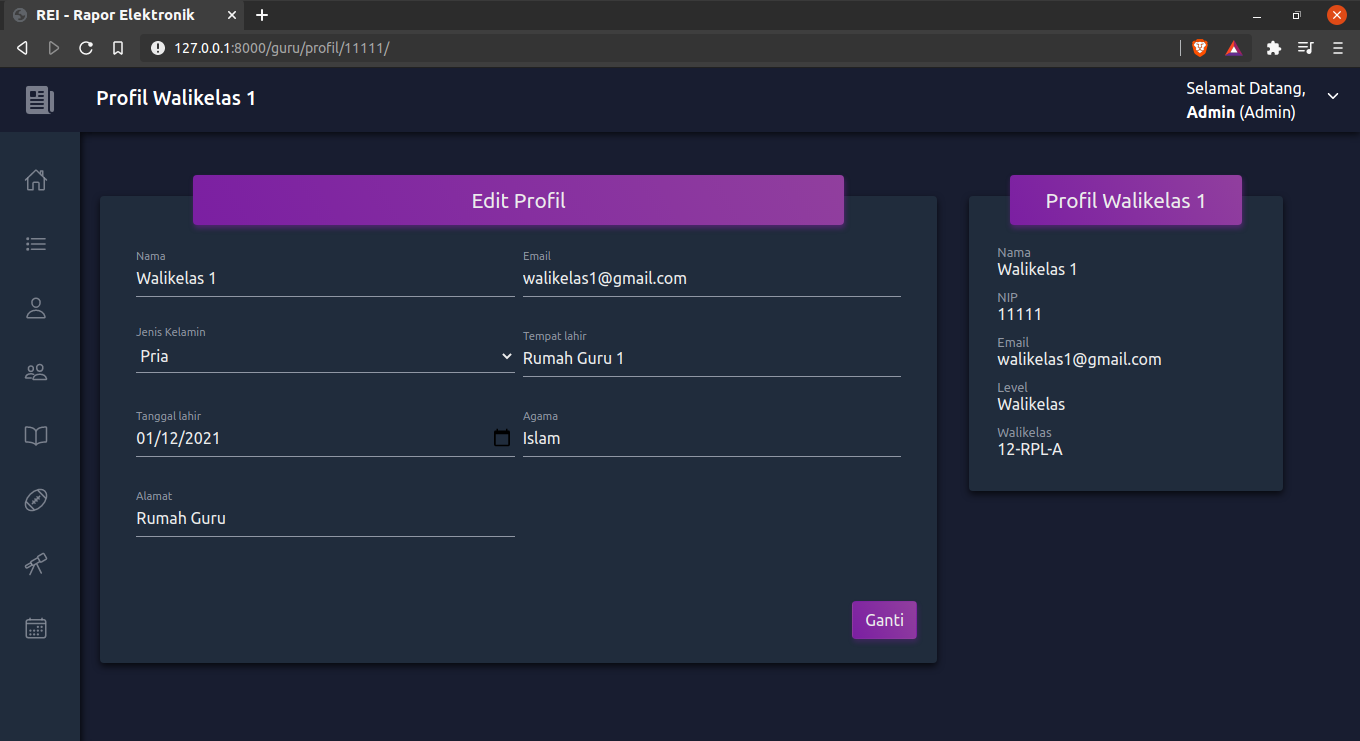 REI - Rapor Elektronik
127.0.0.1:8000/guru/profil/11111/
Profil Walikelas 1
Selamat Datang,
Admin (Admin)
Edit Profil
Nama
Walikelas 1
Email
walikelas1@gmail.com
Jenis Kelamin
Pria
Tempat lahir
Rumah Guru 1
Tanggal lahir
01/12/2021
Agama
Islam
Alamat
Rumah Guru
Ganti
Profil Walikelas 1
Nama
Walikelas 1
NIP
11111
Email
walikelas1@gmail.com
Level
Walikelas
Walikelas
12-RPL-A